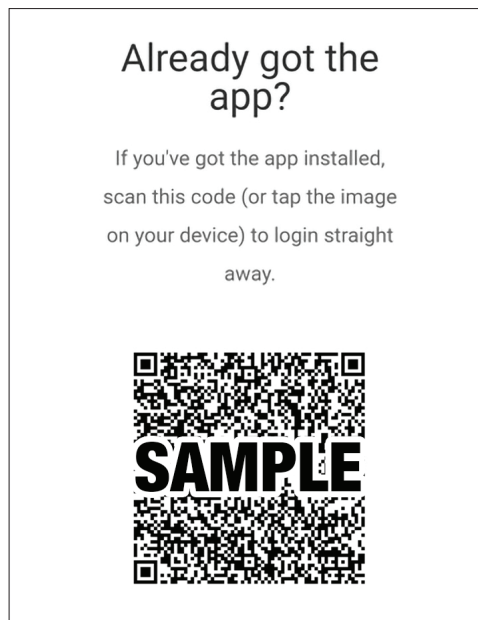 Already got the
app?
If you've got the app installed,
scan this code (or tap the image
on your device) to login straight
away.
SAMPLE